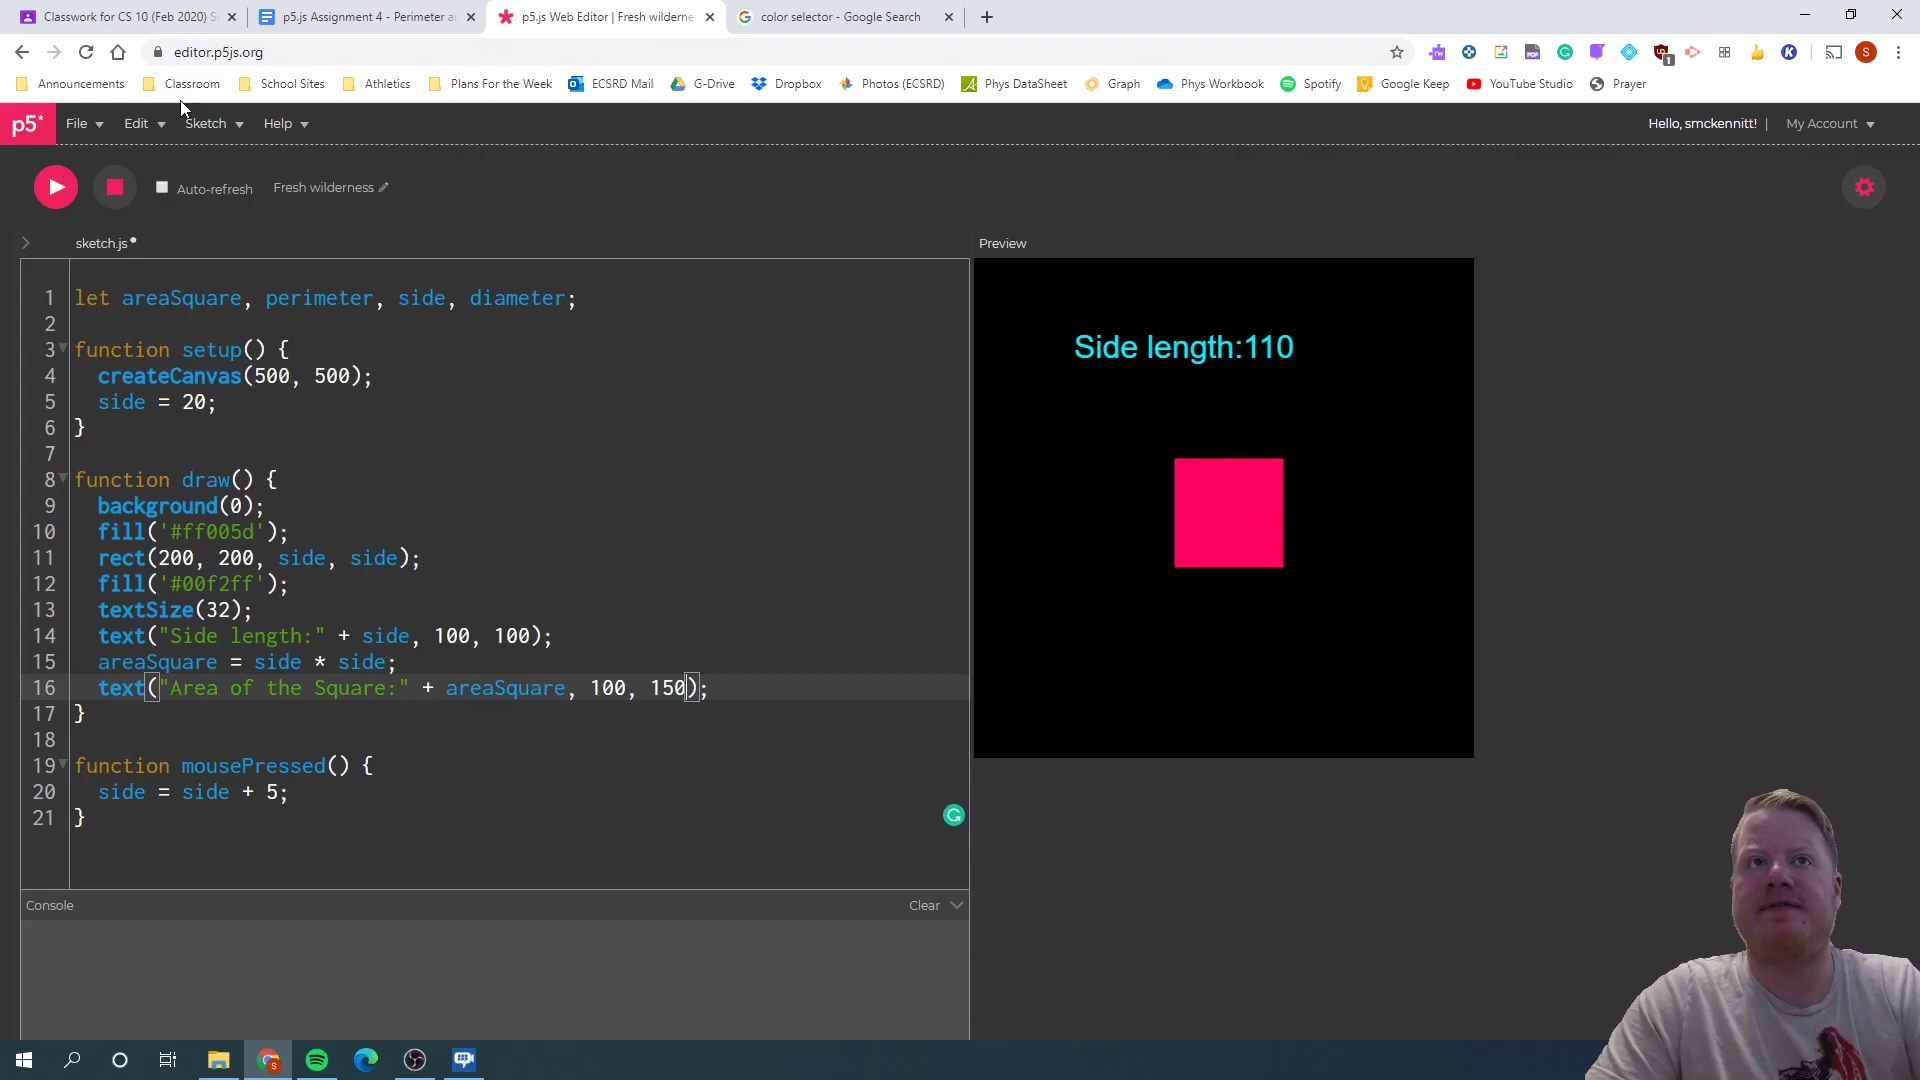 Classwork for CS 10 (Feb 2020) S
p5.js Assignment 4 - Perimeter a
p5.js Web Editor | Fresh wilderne
color selector - Google Search
editor.p5js.org
1
S
Announcements
Classroom
School Sites
Athletics
Plans For the Week
ECSRD Mail
G-Drive
Dropbox
Photos (ECSRD)
Phys DataSheet
Graph
Phys Workbook
Spotify
Google Keep
YouTube Studio
Prayer
p5*
File
Edit
Sketch
Help
Hello, smckennitt! |
My Account
Auto-refresh
Fresh wilderness
sketch.js
Preview
1 let areaSquare, perimeter, side, diameter;
2
3 function setup() {
4 createCanvas(500, 500);
5 side = 20;
6 }
7
8 function draw() {
9 background(0);
10 fill('#ff005d');
11 rect(200, 200, side, side);
12 fill('#00f2ff');
13 textSize(32);
14 text("Side length:" + side, 100, 100);
15 areaSquare = side * side;
16 text("Area of the Square:" + areaSquare, 100, 150);
17 }
18
19 function mousePressed() {
20 side = side + 5;
21 }
Side length:110
Console
Clear